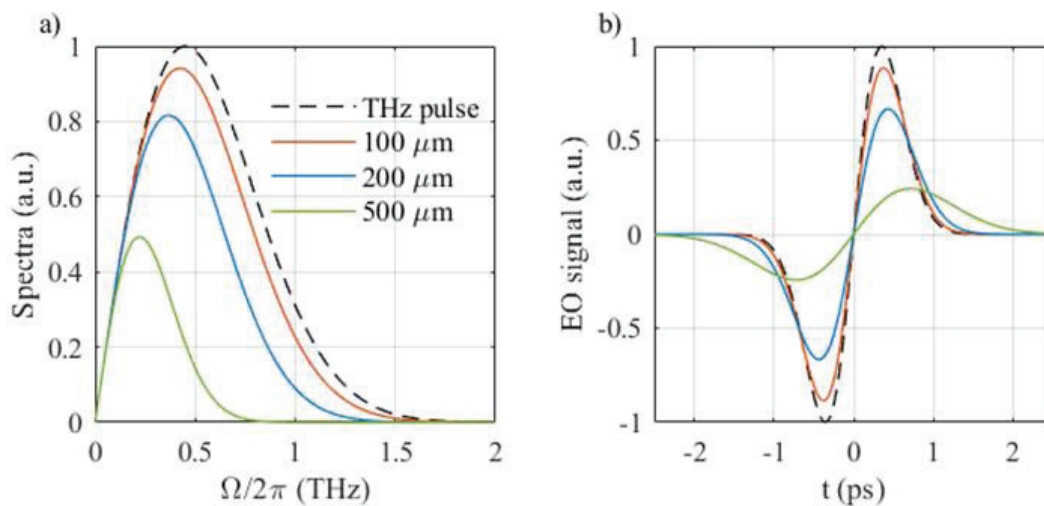 a)
Spectra (a.u.)
1
0.8
0.6
0.4
0.2
0
0
0.5
1
1.5
2
Ω/2π (THz)
THz pulse
100 μm
200 μm
500 μm
b)
EO signal (a.u.)
1
0.5
0
-0.5
-1
-2
-1
0
1
2
t (ps)